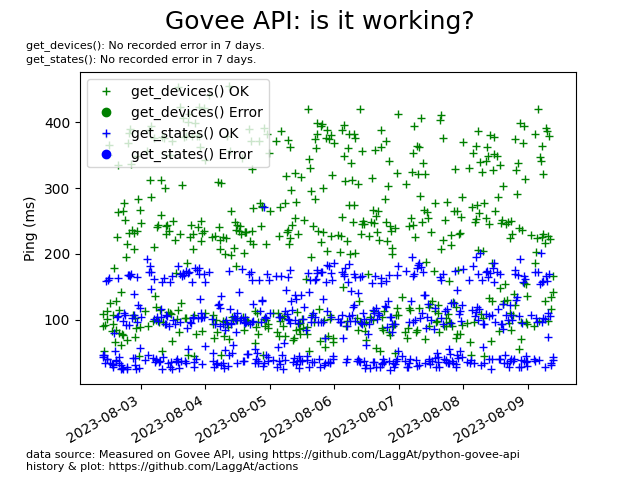 Govee API: is it working?
get_devices(): No recorded error in 7 days.
get_states(): No recorded error in 7 days.
get_devices() OK
get_devices() Error
get_states() OK
get_states() Error
400
300
200
100
Ping (ms)
2023-08-03
2023-08-04
2023-08-05
2023-08-06
2023-08-07
2023-08-08
2023-08-09
data source: Measured on Govee API, using https://github.com/LaggAt/python-govee-api
history & plot: https://github.com/LaggAt/actions